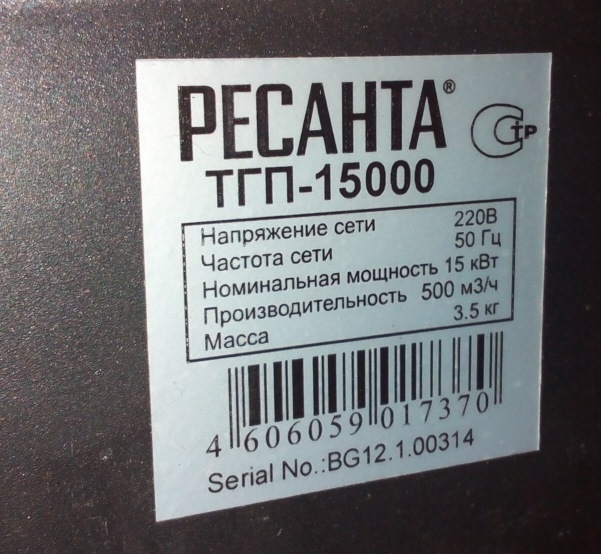 РЕСАНТА®
ТГП-15000
Напряжение сети 220В
Частота сети 50 Гц
Номинальная мощность 15 кВт
Производительность 500 м3/ч
Масса 3.5 кг
4 606059 017370
Serial No.:BG12.1.00314